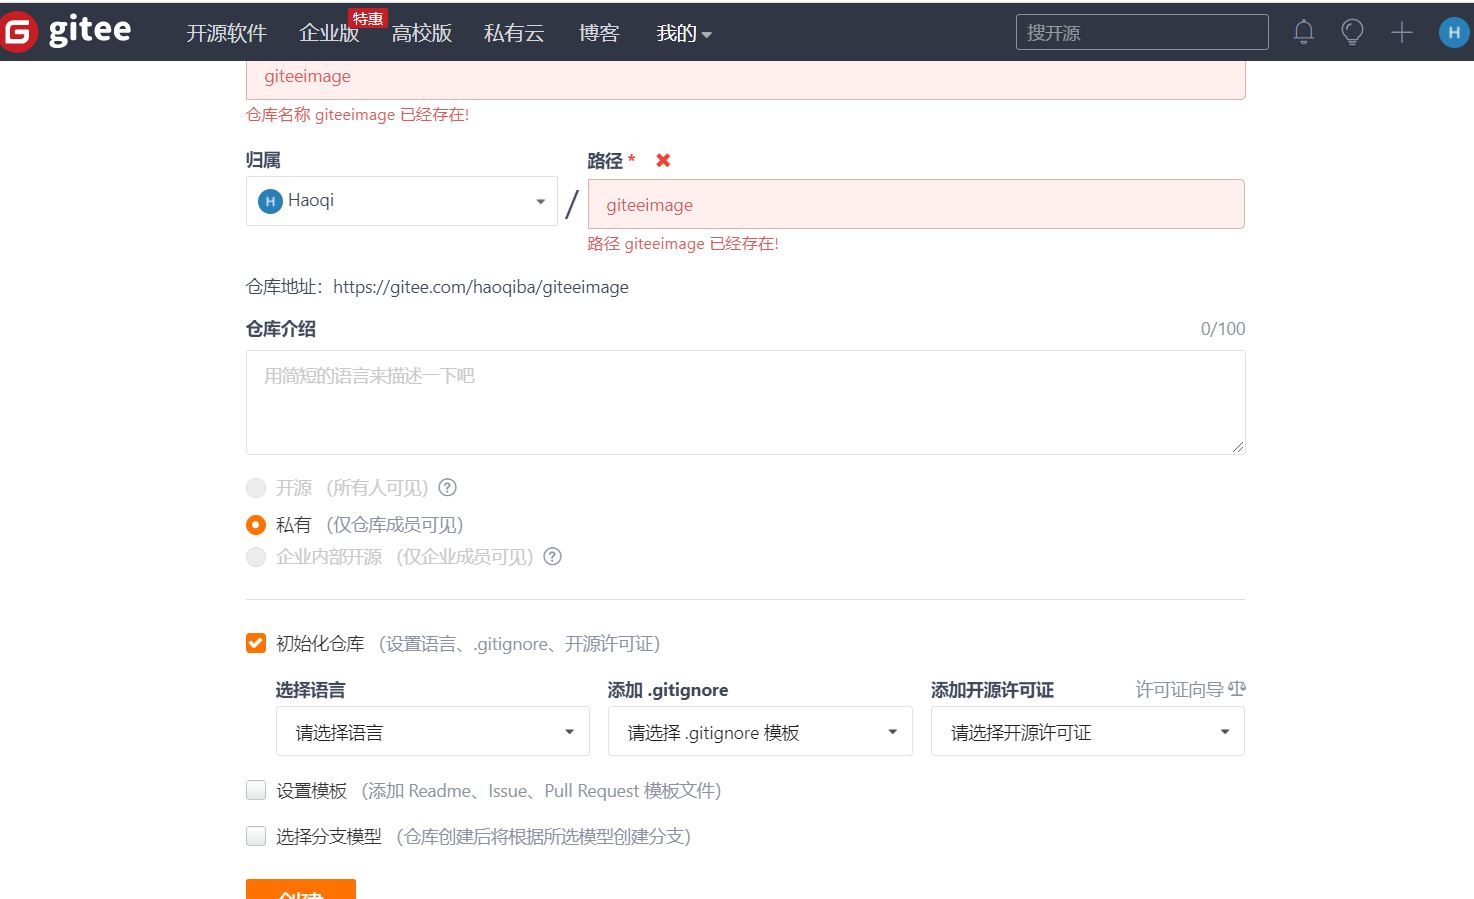 gitee 开源软件 企业版 特惠 高校版 私有云 博客 我的 搜开源 H
giteeimage
仓库名称 giteeimage 已经存在!
归属 路径 *
H Haoqi / giteeimage
路径 giteeimage 已经存在!
仓库地址：https://gitee.com/haoqiba/giteeimage
仓库介绍 0/100
用简短的语言来描述一下吧
开源 （所有人可见） ?
私有 （仅仓库成员可见）
企业内部开源 （仅企业成员可见） ?
初始化仓库 （设置语言、.gitignore、开源许可证）
选择语言 添加 .gitignore 添加开源许可证 许可证向导
请选择语言 请选择 .gitignore 模板 请选择开源许可证
设置模板 （添加 Readme、Issue、Pull Request 模板文件）
选择分支模型 （仓库创建后将根据所选模型创建分支）
创建